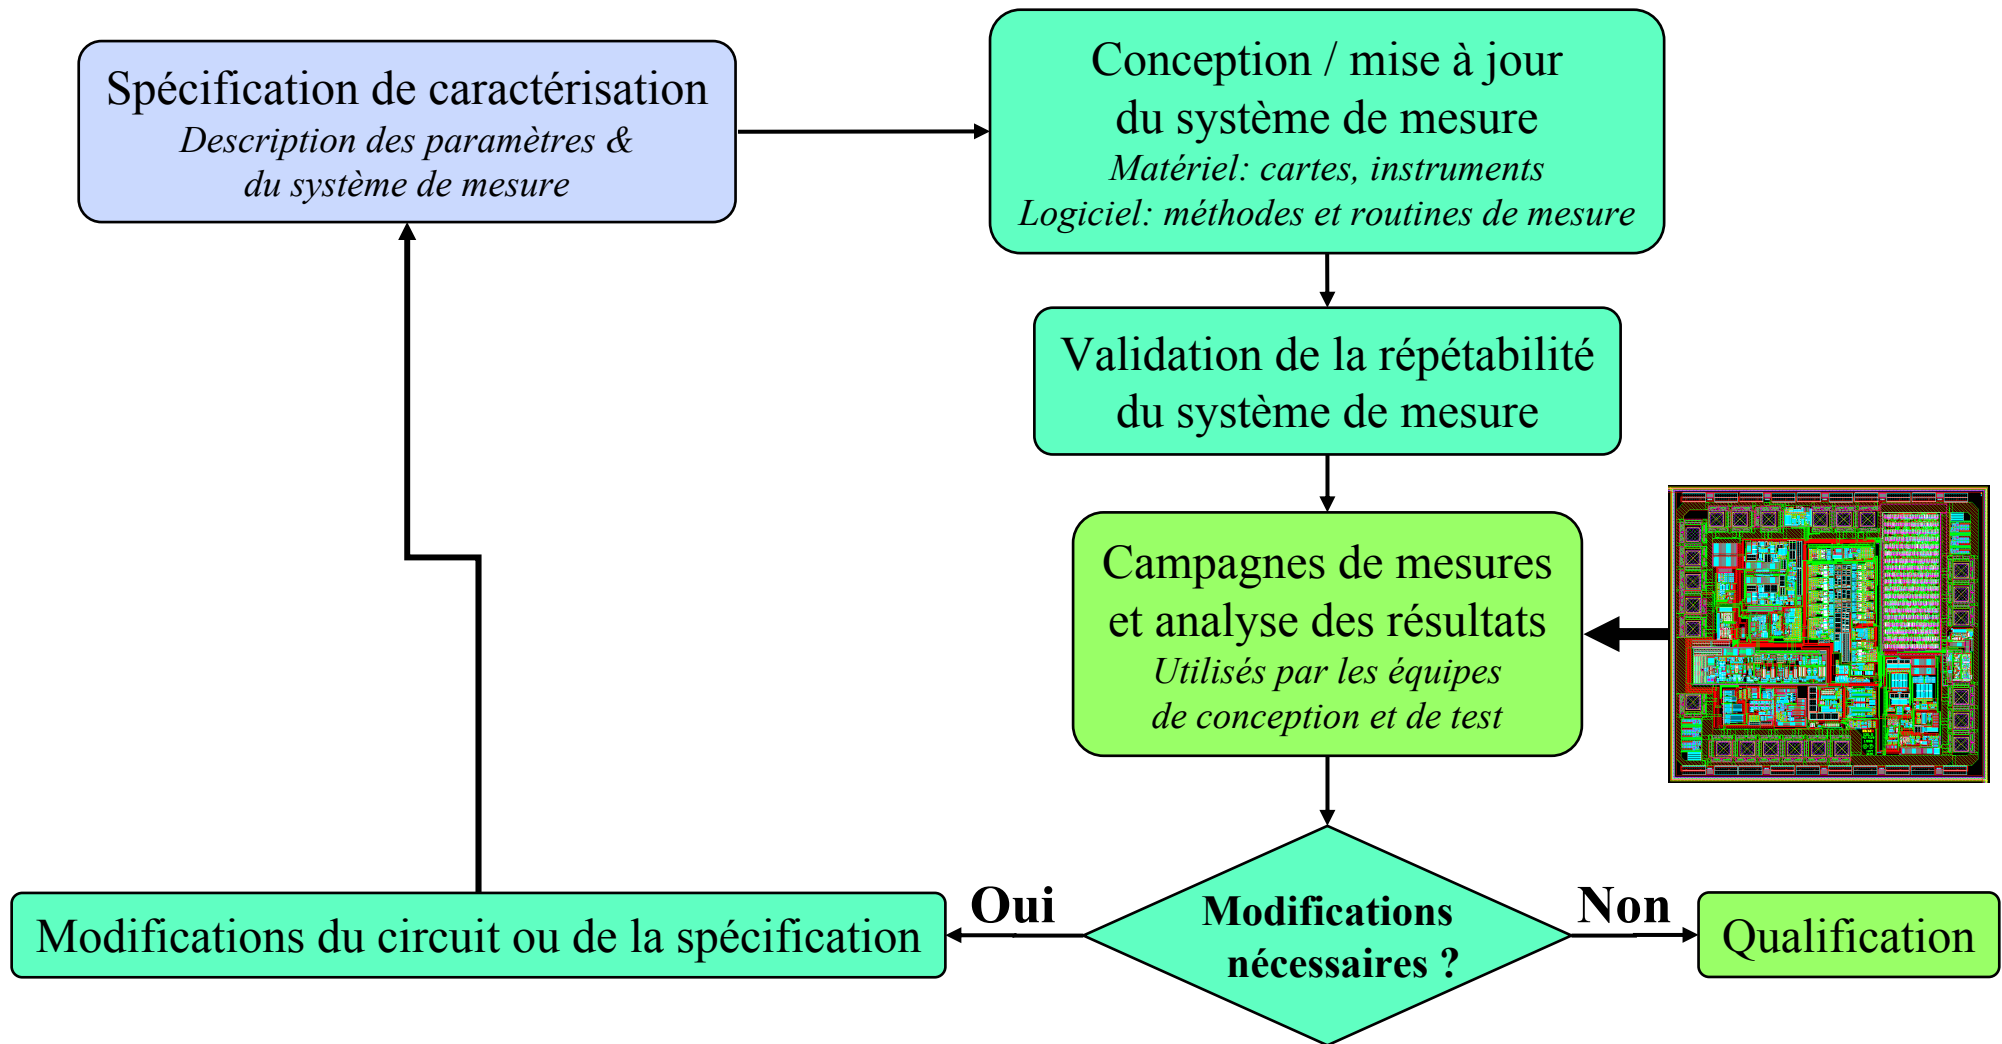 Spécification de caractérisation
Description des paramètres &
du système de mesure
Conception / mise à jour
du système de mesure
Matériel: cartes, instruments
Logiciel: méthodes et routines de mesure
Validation de la répétabilité
du système de mesure
Campagnes de mesures
et analyse des résultats
Utilisés par les équipes
de conception et de test
Modifications
nécessaires ?
Oui
Non
Modifications du circuit ou de la spécification
Qualification